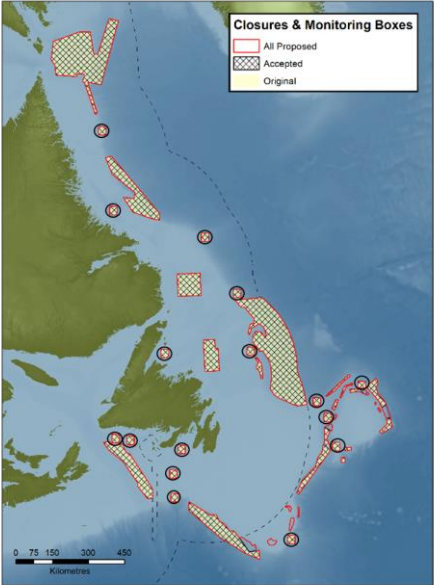 Closures & Monitoring Boxes
All Proposed
Accepted
Original
0 75 150 300 450
Kilometres